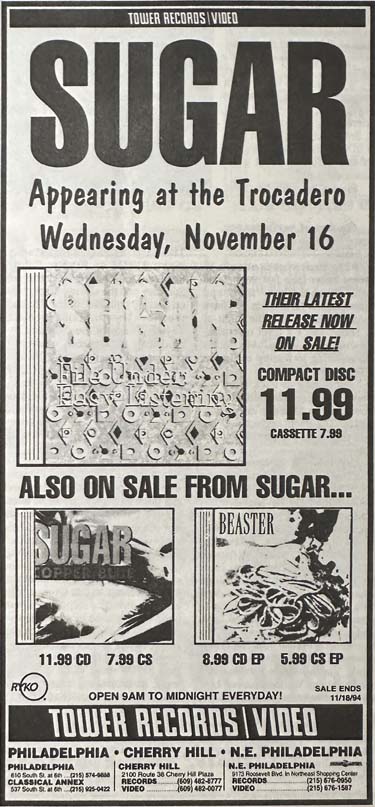 TOWER RECORDS | VIDEO
SUGAR
Appearing at the Trocadero
Wednesday, November 16
SUGAR
File Under
Easy Listening
THEIR LATEST
RELEASE NOW
ON SALE!
COMPACT DISC
11.99
CASSETTE 7.99
ALSO ON SALE FROM SUGAR...
SUGAR
COPPER BLUE
BEASTER
11.99 CD 7.99 CS
8.99 CD EP 5.99 CS EP
RYKO
OPEN 9AM TO MIDNIGHT EVERYDAY!
SALE ENDS
11/18/94
TOWER RECORDS | VIDEO
PHILADELPHIA • CHERRY HILL • N.E. PHILADELPHIA
PHILADELPHIA
610 South St. at 6th ...(215) 574-9888
CLASSICAL ANNEX
537 South St. at 6th ...(215) 925-0422
CHERRY HILL
2100 Route 38 Cherry Hill Plaza
RECORDS ...(609) 482-8777
VIDEO ...(609) 482-0077
N.E. PHILADELPHIA
9173 Roosevelt Blvd. In Northeast Shopping Center
RECORDS ...(215) 676-0950
VIDEO ...(215) 676-1587